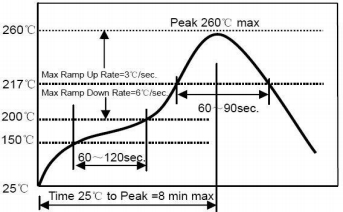 Peak 260℃ max
260℃
217℃
Max Ramp Up Rate=3℃/sec.
Max Ramp Down Rate=6℃/sec.
60～90sec.
200℃
150℃
60～120sec.
25℃
Time 25℃ to Peak =8 min max